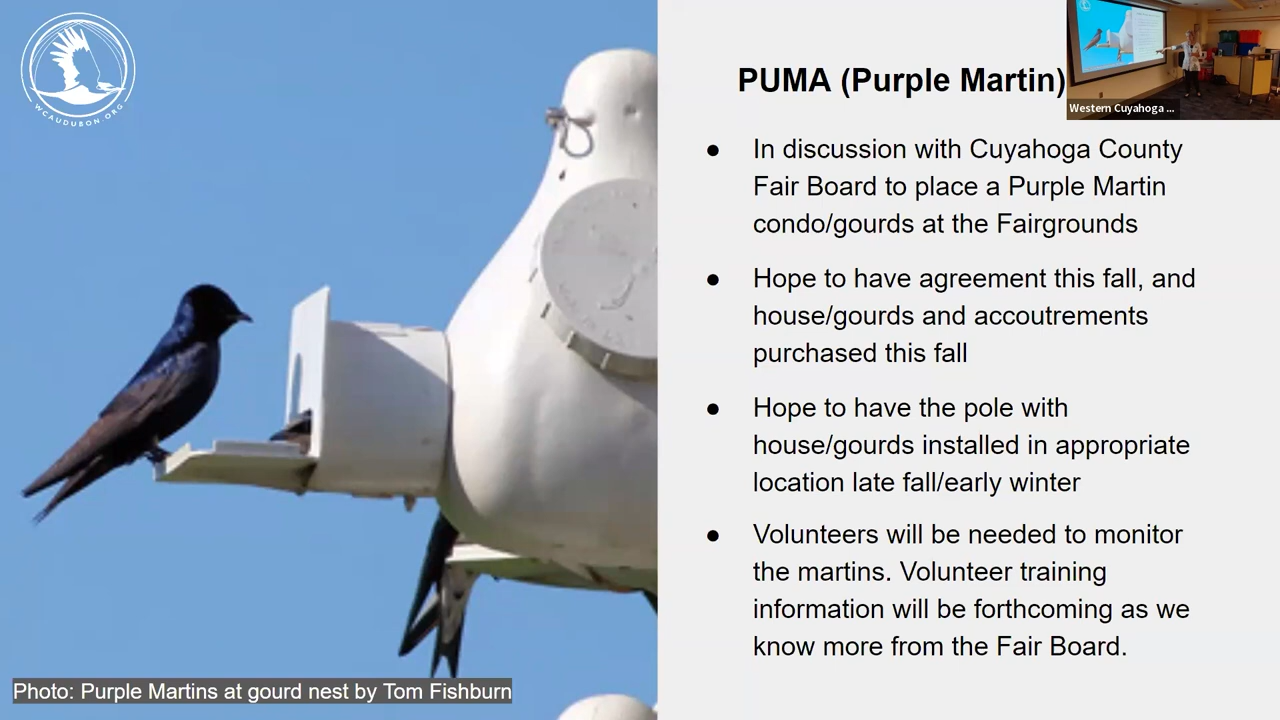 WCAUDUBON.ORG
PUMA (Purple Martin)
Western Cuyahoga ...
● In discussion with Cuyahoga County
Fair Board to place a Purple Martin
condo/gourds at the Fairgrounds
● Hope to have agreement this fall, and
house/gourds and accoutrements
purchased this fall
● Hope to have the pole with
house/gourds installed in appropriate
location late fall/early winter
● Volunteers will be needed to monitor
the martins. Volunteer training
information will be forthcoming as we
know more from the Fair Board.
Photo: Purple Martins at gourd nest by Tom Fishburn